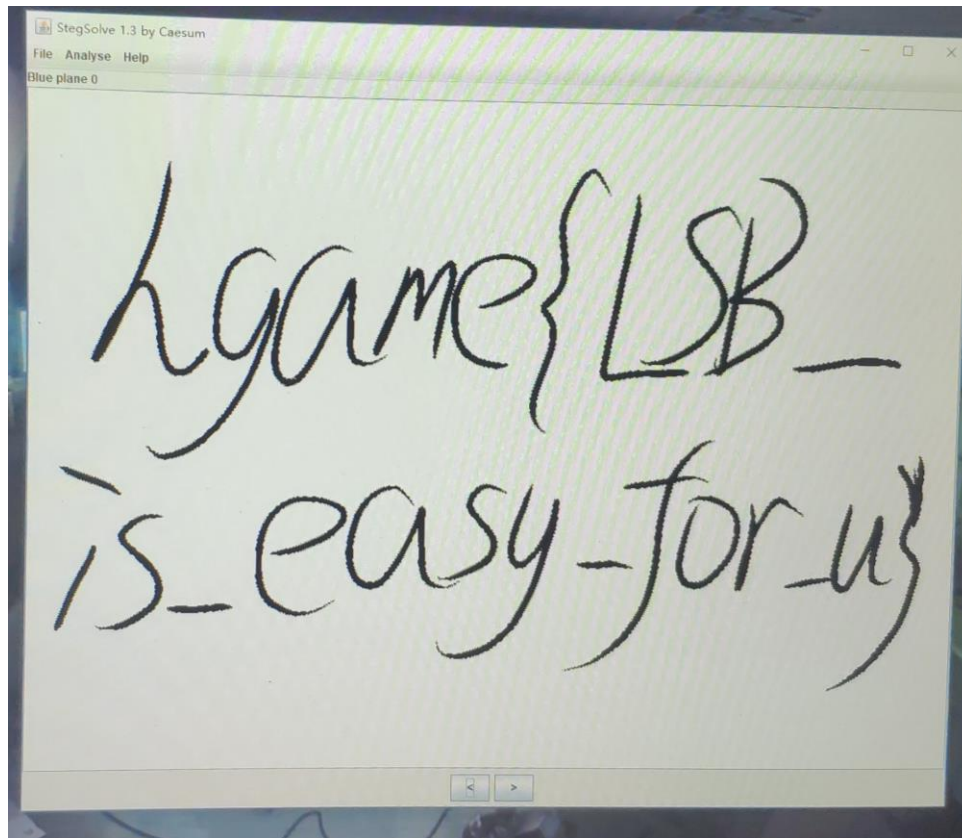 StegSolve 1.3 by Caesum
File Analyse Help
Blue plane 0
hgame{LSB_
is_easy_for_u}
< >